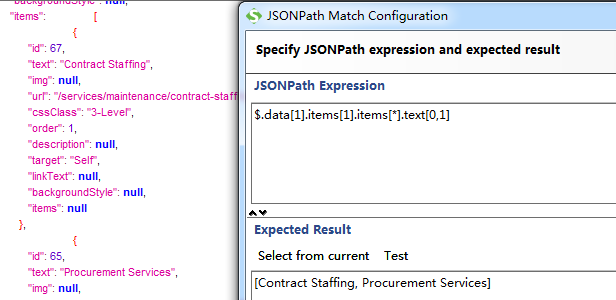 "backgroundStyle": null,
"items": [
{
"id": 67,
"text": "Contract Staffing",
"img": null,
"url": "/services/maintenance/contract-staff
"cssClass": "3-Level",
"order": 1,
"description": null,
"target": "Self",
"linkText": null,
"backgroundStyle": null,
"items": null
},
{
"id": 65,
"text": "Procurement Services",
"img": null,
JSONPath Match Configuration
Specify JSONPath expression and expected result
JSONPath Expression
$.data[1].items[1].items[*].text[0,1]
Expected Result
Select from current Test
[Contract Staffing, Procurement Services]